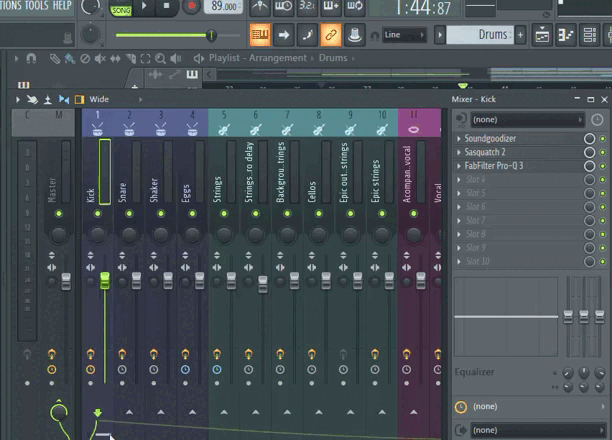 TIONS TOOLS HELP
SONG
89.000
3.2
1:44:87
Line
Drums
Playlist - Arrangement › Drums ›
Wide
Mixer - Kick
C M 1 2 3 4 5 6 7 8 9 10 11
Master
Kick
Snare
Shaker
Eggs
Strings
Strings..ro delay
Backgrou..trings
Cellos
Epic out..strings
Epic strings
Acompan..vocal
Vocal
(none)
Soundgoodizer
Sasquatch 2
FabFilter Pro-Q 3
Slot 4
Slot 5
Slot 6
Slot 7
Slot 8
Slot 9
Slot 10
Equalizer
(none)
(none)